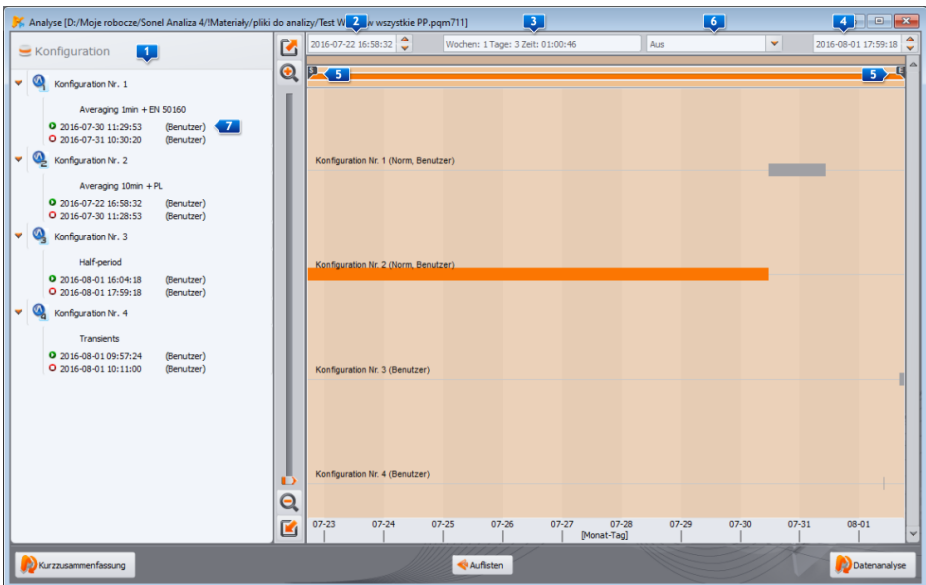 Analyse [D:/Moje robocze/Sonel Analiza 4/!Materiały/pliki do analizy/Test W w wszystkie PP.pqm711]
2 3 6 4
Konfiguration 1
2016-07-22 16:58:32 Wochen: 1 Tage: 3 Zeit: 01:00:46 Aus 2016-08-01 17:59:18
S 5 5 E
Konfiguration Nr. 1
Averaging 1min + EN 50160
2016-07-30 11:29:53 (Benutzer) 7
2016-07-31 10:30:20 (Benutzer)
Konfiguration Nr. 2
Averaging 10min + PL
2016-07-22 16:58:32 (Benutzer)
2016-07-30 11:28:53 (Benutzer)
Konfiguration Nr. 3
Half-period
2016-08-01 16:04:18 (Benutzer)
2016-08-01 17:59:18 (Benutzer)
Konfiguration Nr. 4
Transients
2016-08-01 09:57:24 (Benutzer)
2016-08-01 10:11:00 (Benutzer)
Konfiguration Nr. 1 (Norm, Benutzer)
Konfiguration Nr. 2 (Norm, Benutzer)
Konfiguration Nr. 3 (Benutzer)
Konfiguration Nr. 4 (Benutzer)
07-23 07-24 07-25 07-26 07-27 07-28 07-29 07-30 07-31 08-01
[Monat-Tag]
Kurzzusammenfassung Auflisten Datenanalyse